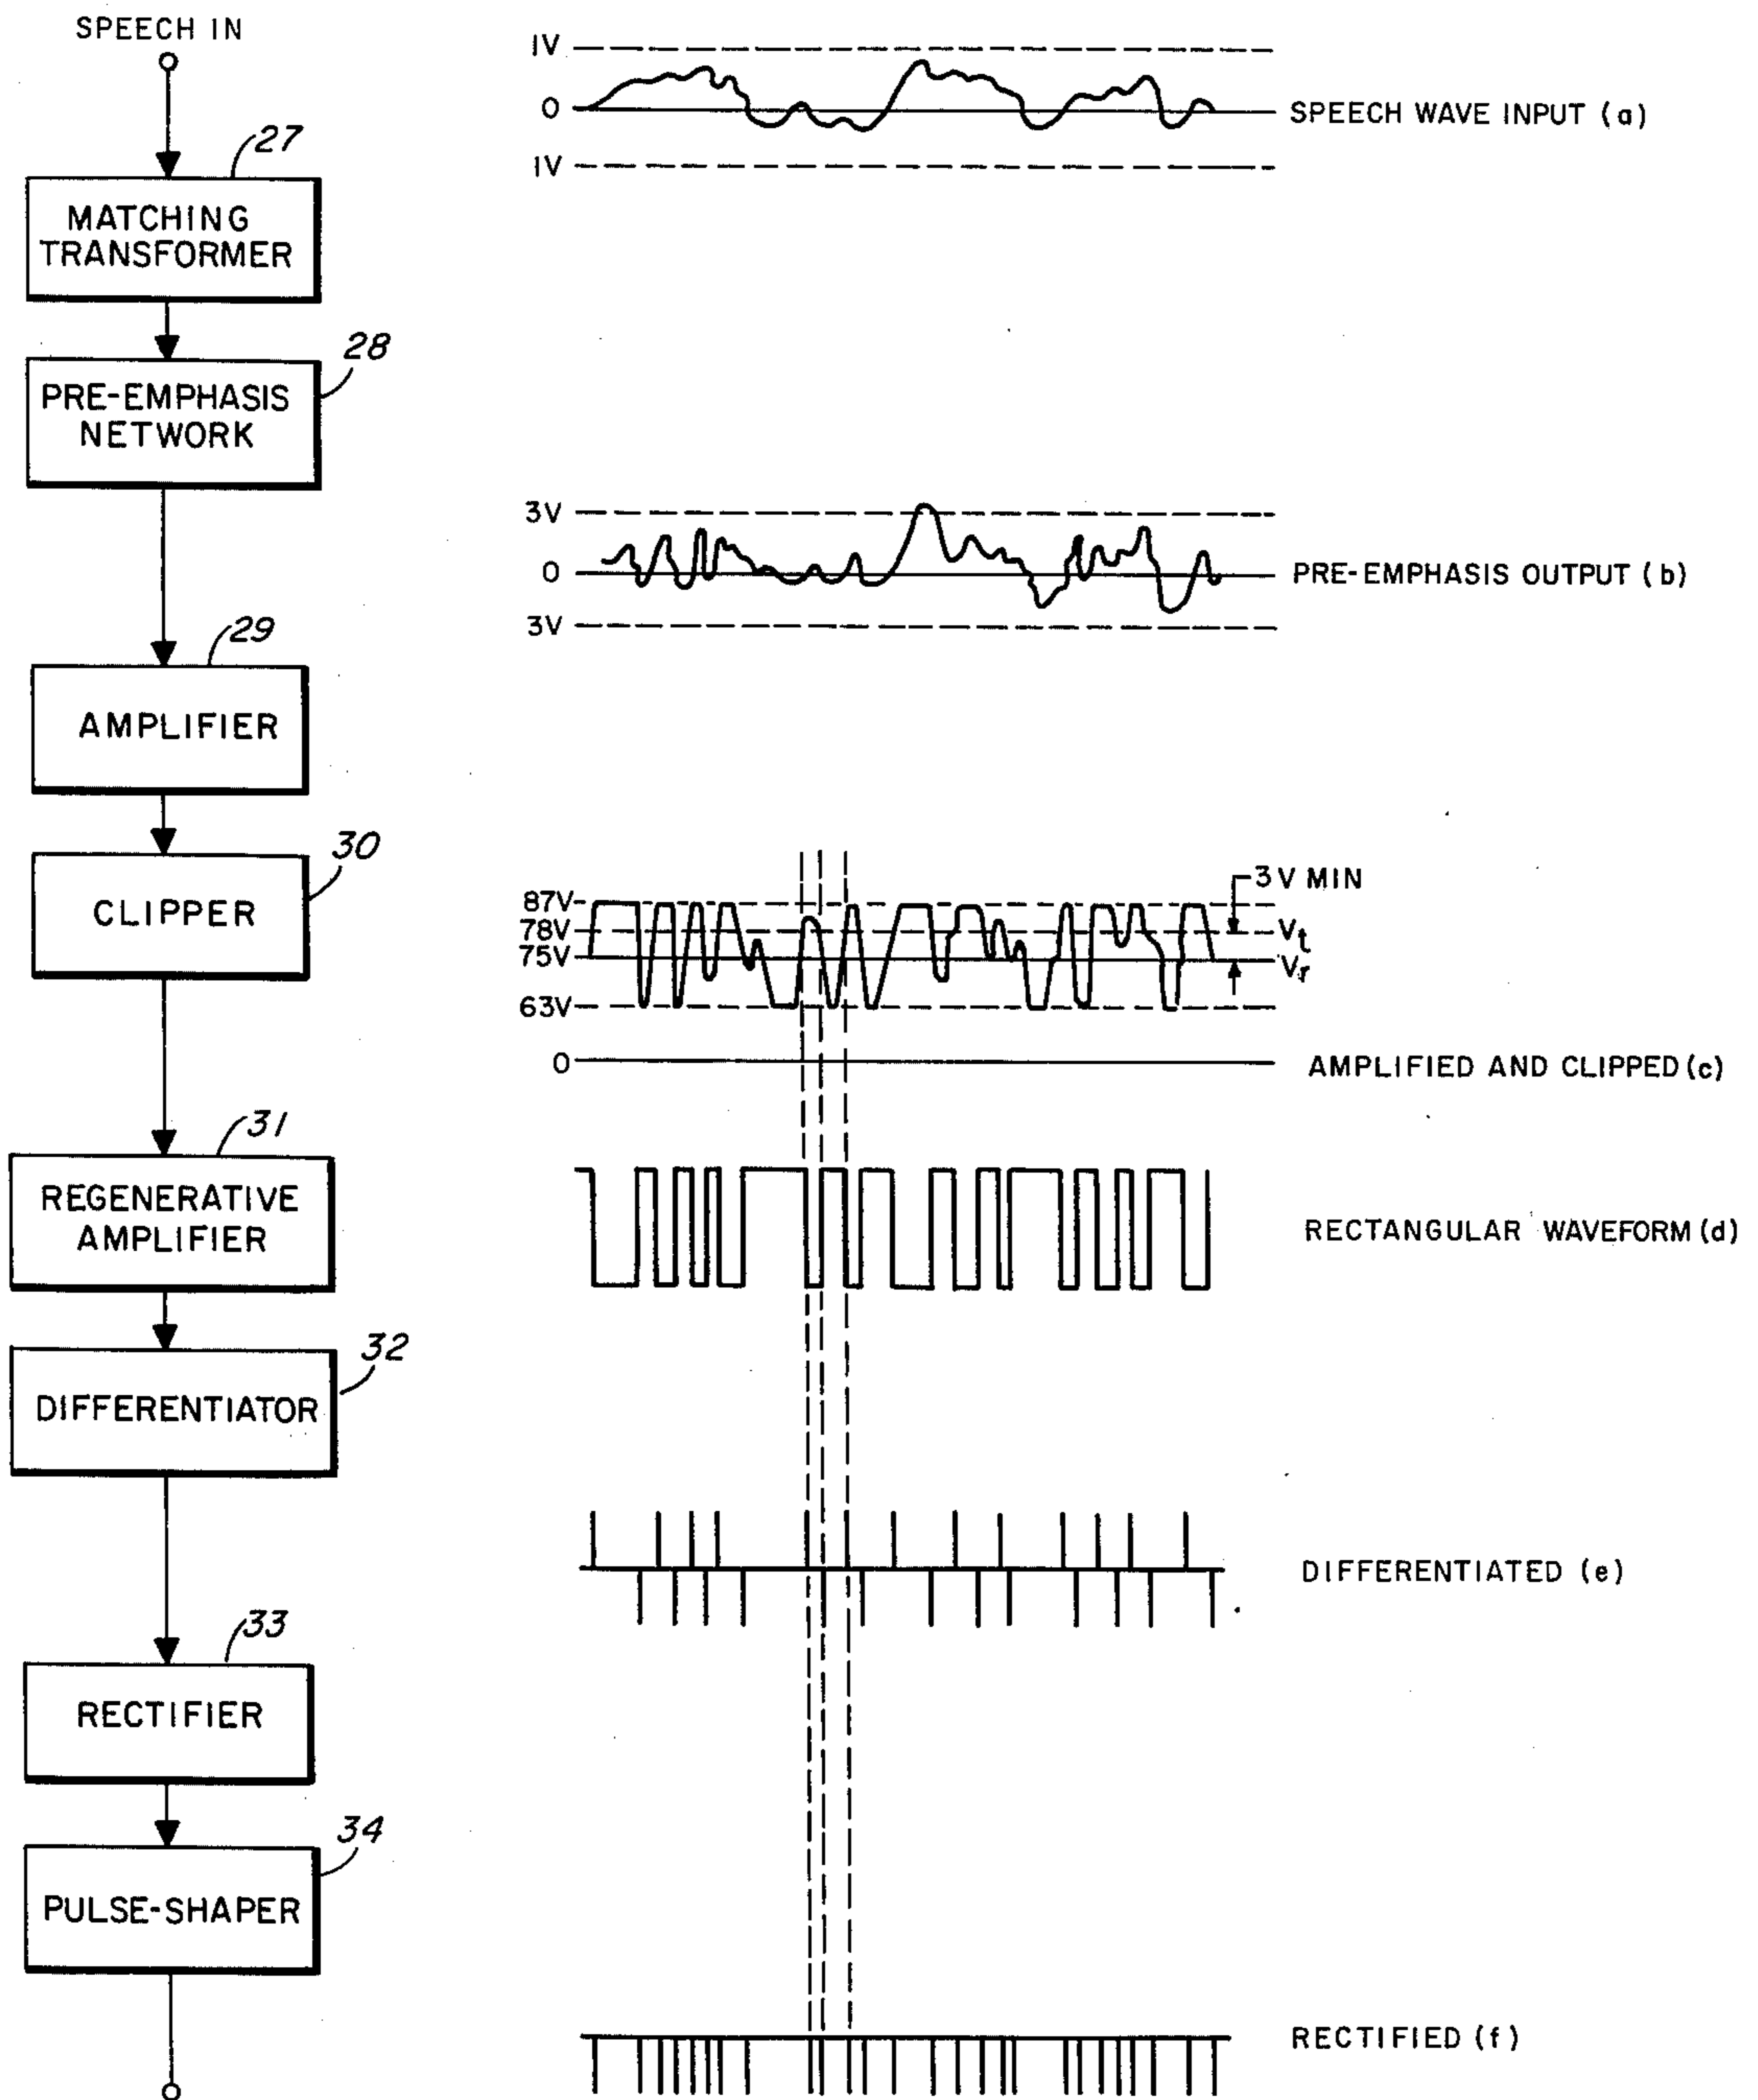 SPEECH IN
27
MATCHING
TRANSFORMER
28
PRE-EMPHASIS
NETWORK
29
AMPLIFIER
30
CLIPPER
31
REGENERATIVE
AMPLIFIER
32
DIFFERENTIATOR
33
RECTIFIER
34
PULSE-SHAPER
1V
0
1V
SPEECH WAVE INPUT (a)
3V
0
3V
PRE-EMPHASIS OUTPUT (b)
87V
78V
75V
63V
0
3V MIN
Vt
Vr
AMPLIFIED AND CLIPPED (c)
RECTANGULAR WAVEFORM (d)
DIFFERENTIATED (e)
RECTIFIED (f)